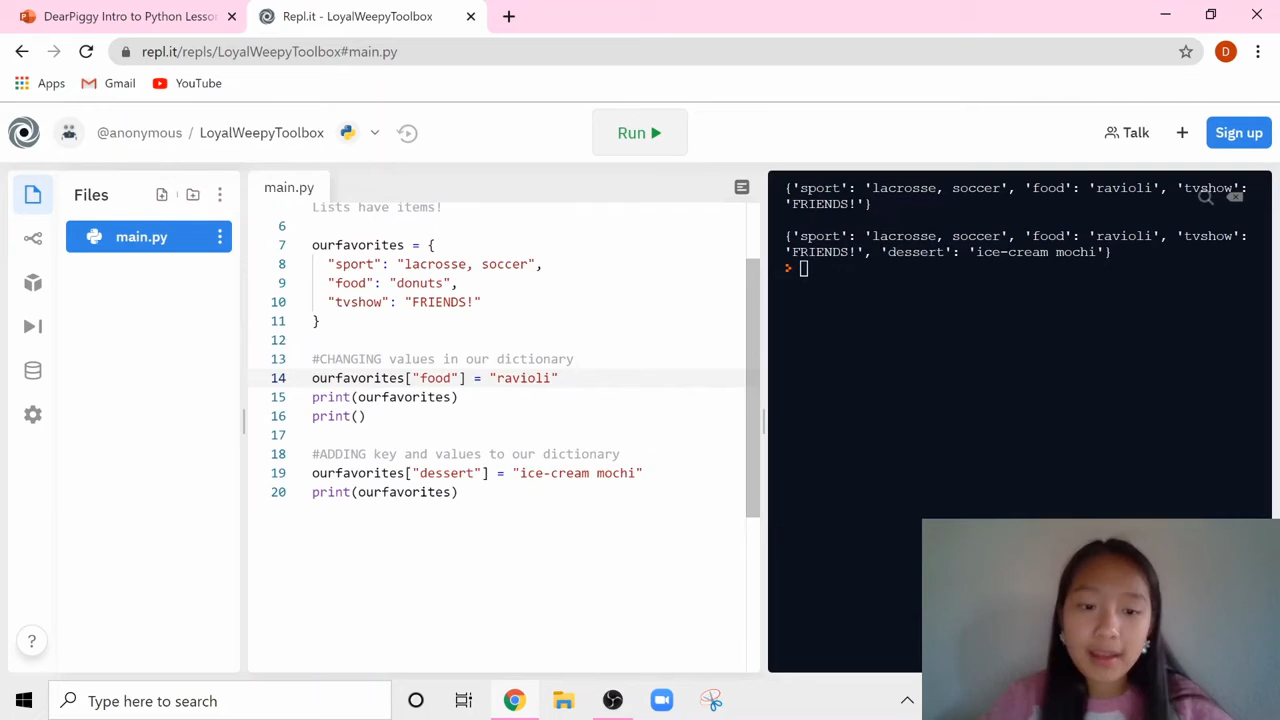 DearPiggy Intro to Python Lesson
Repl.it - LoyalWeepyToolbox
repl.it/repls/LoyalWeepyToolbox#main.py
D
Apps
Gmail
YouTube
@anonymous / LoyalWeepyToolbox
Run
Talk
Sign up
Files
main.py
main.py
Lists have items!
6
7 ourfavorites = {
8 "sport": "lacrosse, soccer",
9 "food": "donuts",
10 "tvshow": "FRIENDS!"
11 }
12
13 #CHANGING values in our dictionary
14 ourfavorites["food"] = "ravioli"
15 print(ourfavorites)
16 print()
17
18 #ADDING key and values to our dictionary
19 ourfavorites["dessert"] = "ice-cream mochi"
20 print(ourfavorites)
{'sport': 'lacrosse, soccer', 'food': 'ravioli', 'tvshow':
'FRIENDS!'}
{'sport': 'lacrosse, soccer', 'food': 'ravioli', 'tvshow':
'FRIENDS!', 'dessert': 'ice-cream mochi'}
?
Type here to search